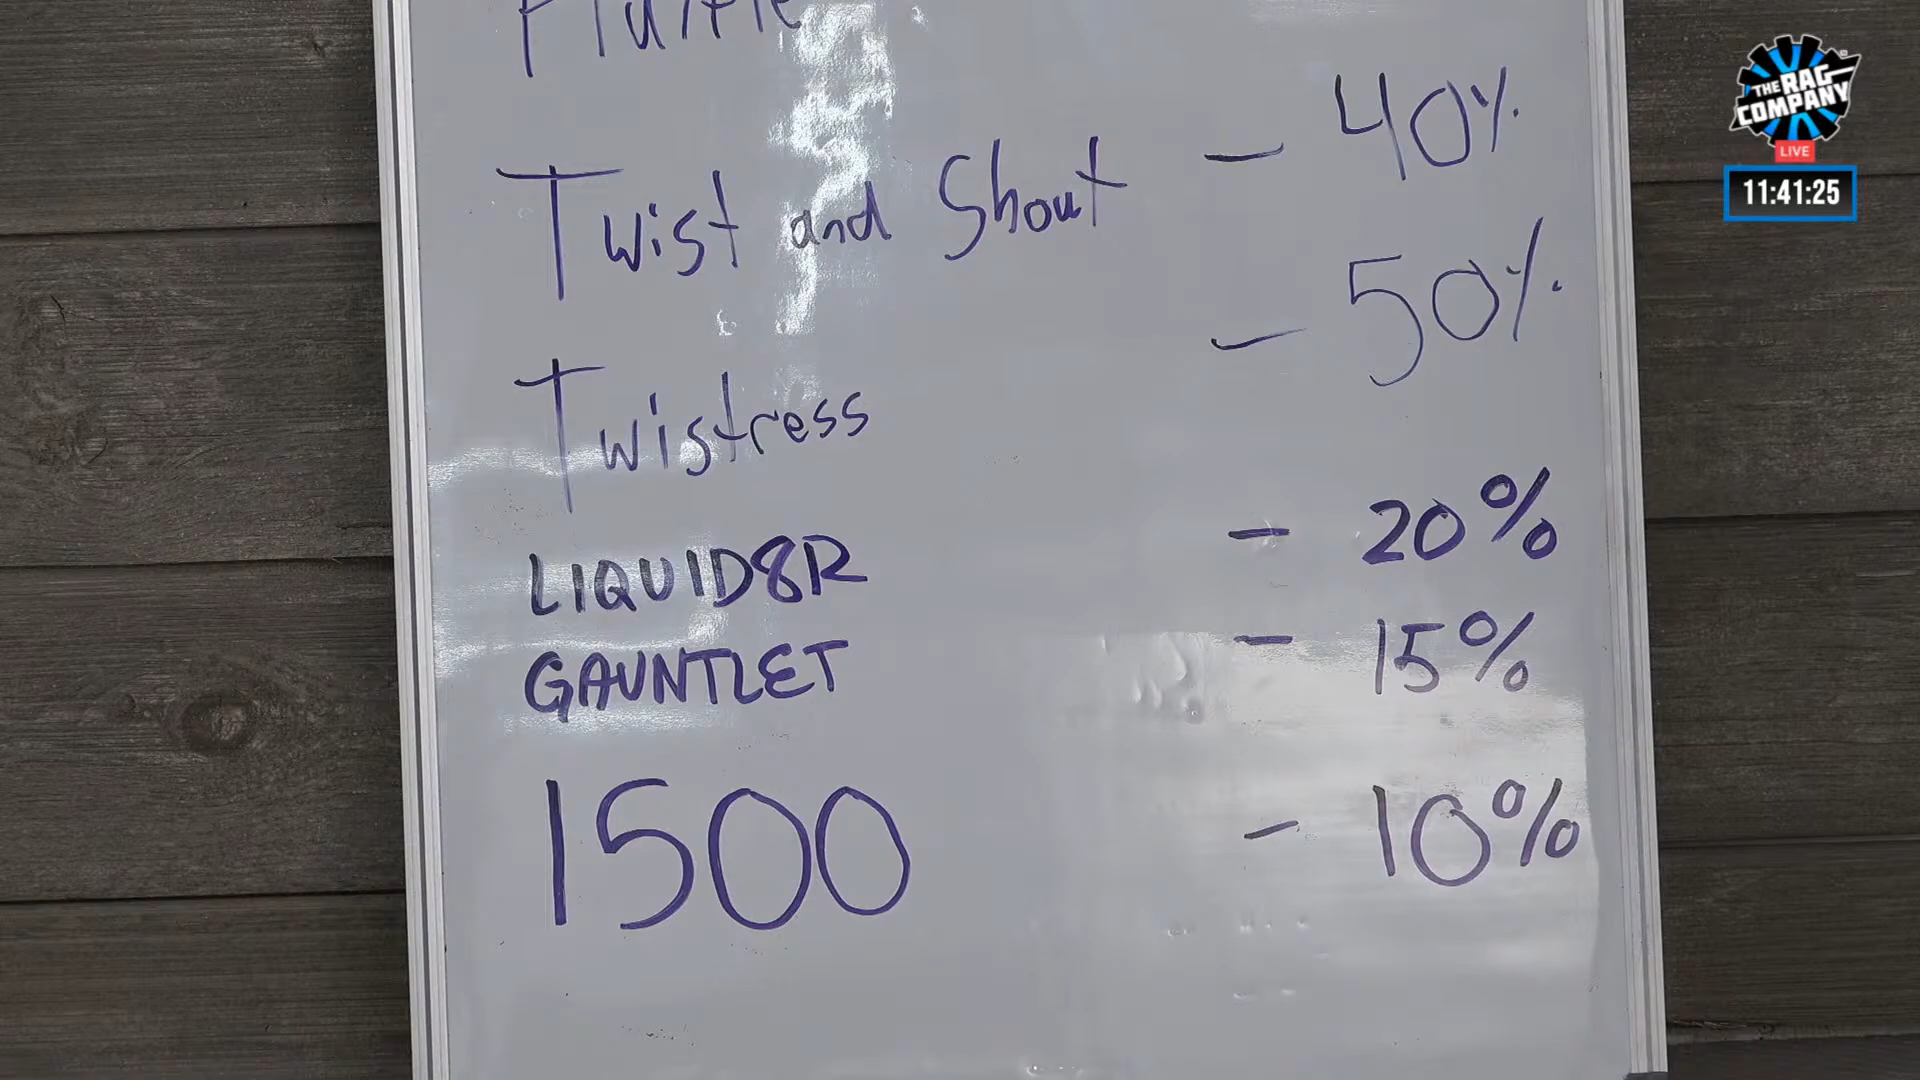 Twist and Shout - 40%
Twistress - 50%
LIQUID8R - 20%
GAUNTLET - 15%
1500 - 10%
THE RAG COMPANY
LIVE
11:41:25